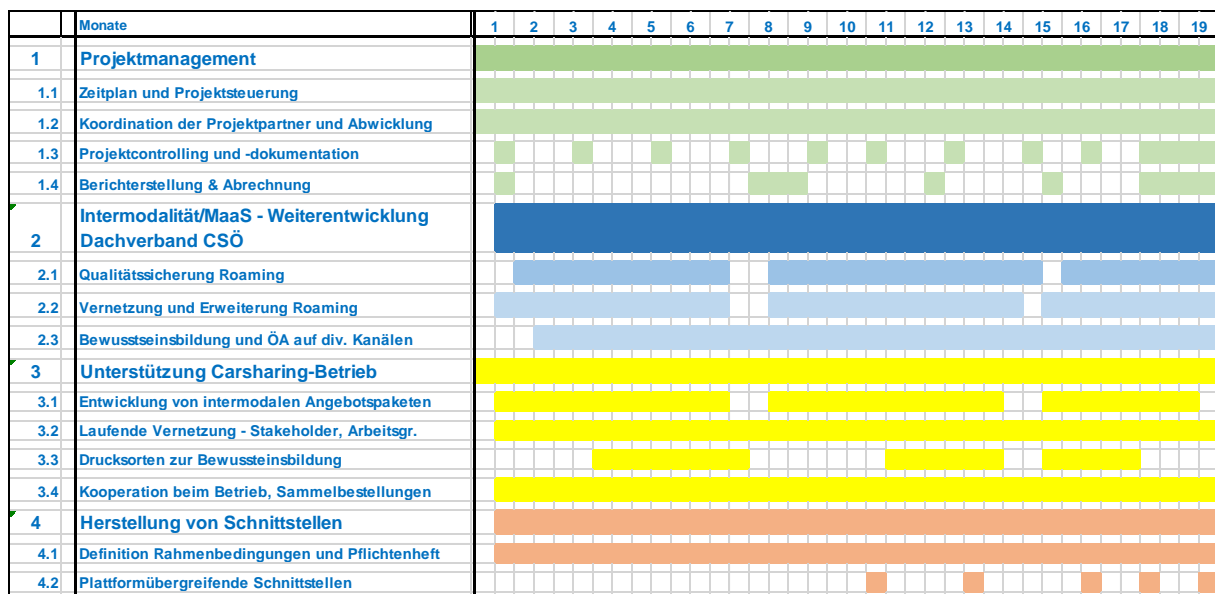 Monate 1 2 3 4 5 6 7 8 9 10 11 12 13 14 15 16 17 18 19
1 Projektmanagement
1.1 Zeitplan und Projektsteuerung
1.2 Koordination der Projektpartner und Abwicklung
1.3 Projektcontrolling und -dokumentation
1.4 Berichterstellung & Abrechnung
Intermodalität/MaaS - Weiterentwicklung
2 Dachverband CSÖ
2.1 Qualitätssicherung Roaming
2.2 Vernetzung und Erweiterung Roaming
2.3 Bewusstseinsbildung und ÖA auf div. Kanälen
3 Unterstützung Carsharing-Betrieb
3.1 Entwicklung von intermodalen Angebotspaketen
3.2 Laufende Vernetzung - Stakeholder, Arbeitsgr.
3.3 Drucksorten zur Bewussteinsbildung
3.4 Kooperation beim Betrieb, Sammelbestellungen
4 Herstellung von Schnittstellen
4.1 Definition Rahmenbedingungen und Pflichtenheft
4.2 Plattformübergreifende Schnittstellen